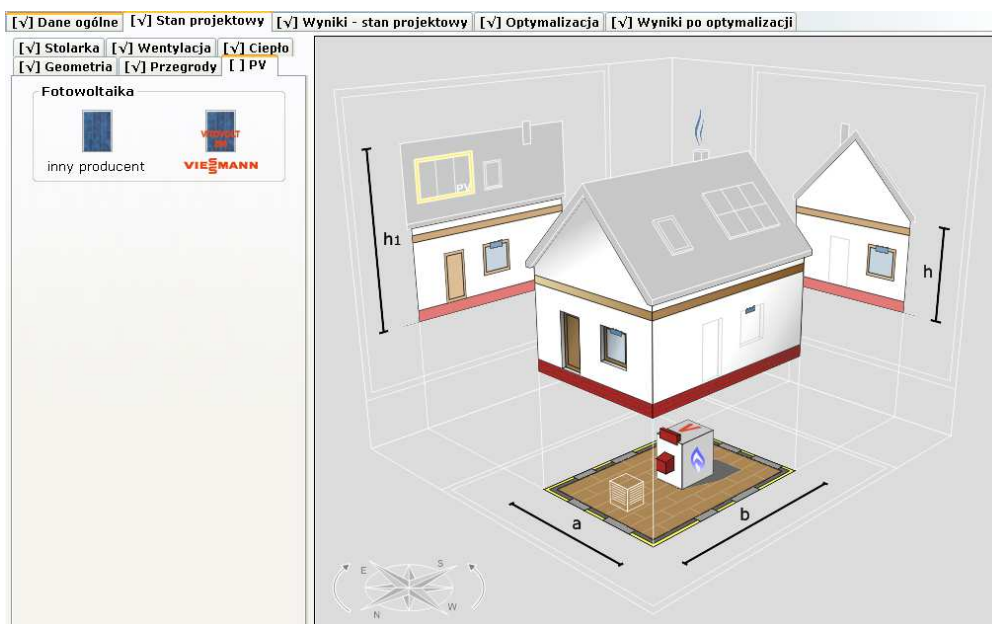 [√] Dane ogólne [√] Stan projektowy [√] Wyniki - stan projektowy [√] Optymalizacja [√] Wyniki po optymalizacji
[√] Stolarka [√] Wentylacja [√] Ciepło
[√] Geometria [√] Przegrody [ ] PV
Fotowoltaika
inny producent
VIESSMANN
PV
h1
h
V
a
b
E
S
N
W